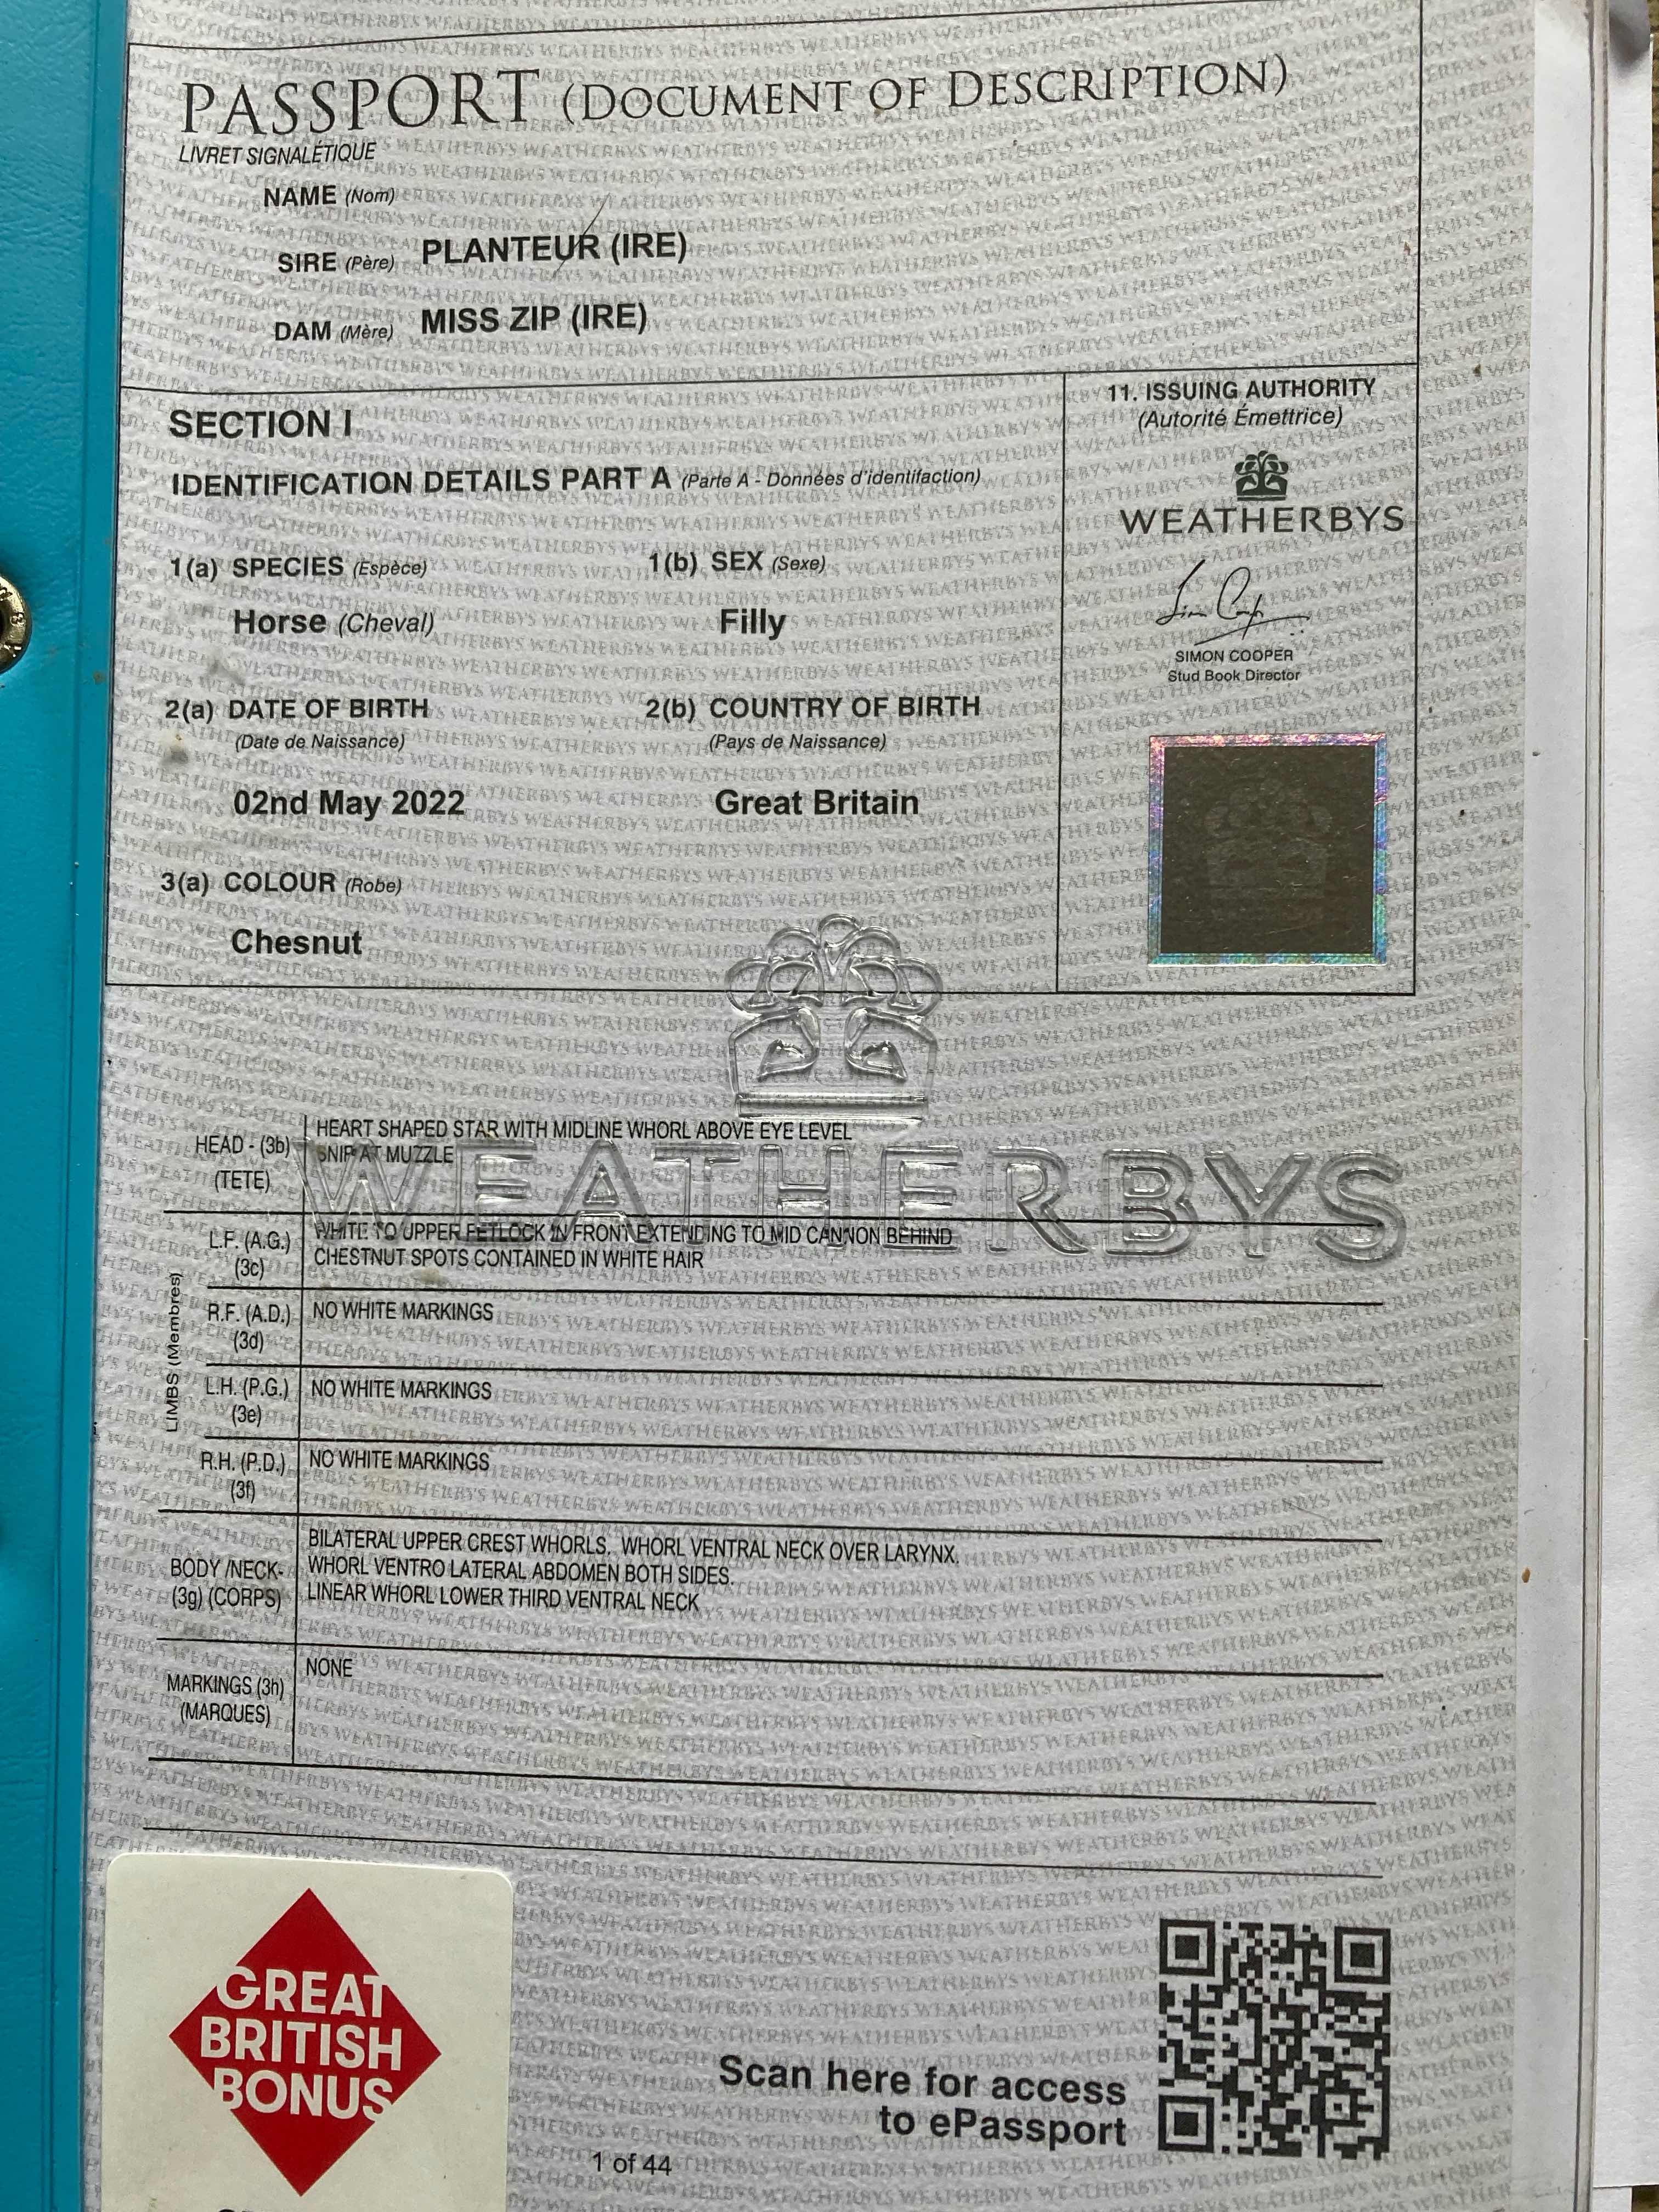 PASSPORT (DOCUMENT OF DESCRIPTION)
LIVRET SIGNALÉTIQUE
NAME (Nom)
SIRE (Père) PLANTEUR (IRE)
DAM (Mère) MISS ZIP (IRE)
SECTION I
IDENTIFICATION DETAILS PART A (Parte A - Données d'identifaction)
1(a) SPECIES (Espèce) 1(b) SEX (Sexe)
Horse (Cheval) Filly
2(a) DATE OF BIRTH 2(b) COUNTRY OF BIRTH
(Date de Naissance) (Pays de Naissance)
02nd May 2022 Great Britain
3(a) COLOUR (Robe)
Chesnut
11. ISSUING AUTHORITY
(Autorité Émettrice)
WEATHERBYS
SIMON COOPER
Stud Book Director
WEATHERBYS
HEAD - (3b)
(TETE)
HEART SHAPED STAR WITH MIDLINE WHORL ABOVE EYE LEVEL
SNIP AT MUZZLE
LIMBS (Membres)
L.F. (A.G.)
(3c)
WHITE TO UPPER FETLOCK IN FRONT EXTENDING TO MID CANNON BEHIND
CHESTNUT SPOTS CONTAINED IN WHITE HAIR
R.F. (A.D.)
(3d)
NO WHITE MARKINGS
L.H. (P.G.)
(3e)
NO WHITE MARKINGS
R.H. (P.D.)
(3f)
NO WHITE MARKINGS
BODY /NECK-
(3g) (CORPS)
BILATERAL UPPER CREST WHORLS. WHORL VENTRAL NECK OVER LARYNX.
WHORL VENTRO LATERAL ABDOMEN BOTH SIDES.
LINEAR WHORL LOWER THIRD VENTRAL NECK
MARKINGS (3h)
(MARQUES)
NONE
GREAT
BRITISH
BONUS
Scan here for access
to ePassport
1 of 44